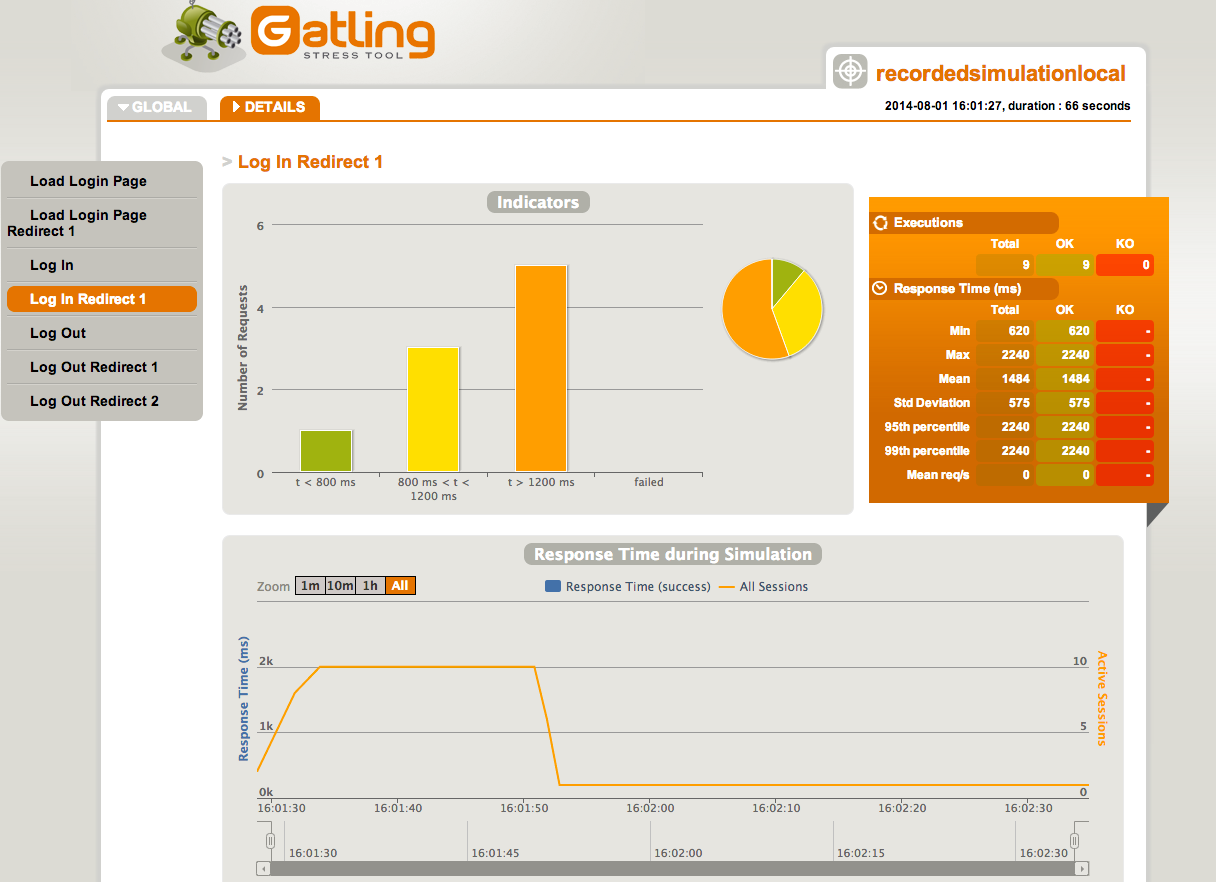 Gatling
STRESS TOOL
recordedsimulationlocal
GLOBAL
DETAILS
2014-08-01 16:01:27, duration : 66 seconds
Load Login Page
Load Login Page
Redirect 1
Log In
Log In Redirect 1
Log Out
Log Out Redirect 1
Log Out Redirect 2
> Log In Redirect 1
Indicators
Number of Requests
6
4
2
0
t < 800 ms
800 ms < t <
1200 ms
t > 1200 ms
failed
Executions
Total OK KO
9 9 0
Response Time (ms)
Total OK KO
Min 620 620 -
Max 2240 2240 -
Mean 1484 1484 -
Std Deviation 575 575 -
95th percentile 2240 2240 -
99th percentile 2240 2240 -
Mean req/s 0 0 -
Response Time during Simulation
Zoom 1m 10m 1h All
Response Time (success) All Sessions
Response Time (ms)
2k
1k
0k
10
5
0
Active Sessions
16:01:30 16:01:40 16:01:50 16:02:00 16:02:10 16:02:20 16:02:30
16:01:30 16:01:45 16:02:00 16:02:15 16:02:30